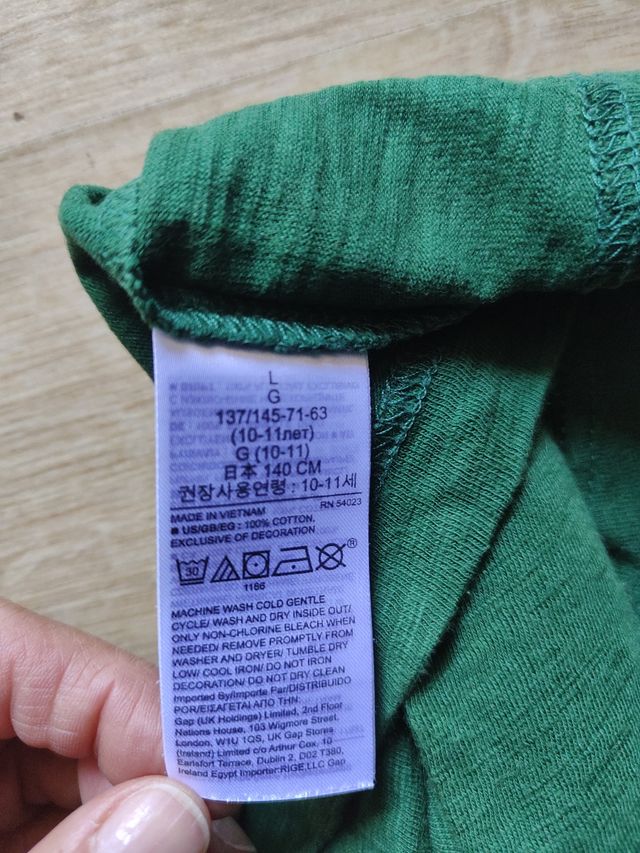 L
G
137/145-71-63
(10-11лет)
G (10-11)
日本 140 CM
권장사용연령 : 10-11세
RN 54023
MADE IN VIETNAM
■ US/GB/EG : 100% COTTON.
EXCLUSIVE OF DECORATION
30 ®
1166
MACHINE WASH COLD GENTLE
CYCLE/ WASH AND DRY INSIDE OUT/
ONLY NON-CHLORINE BLEACH WHEN
NEEDED/ REMOVE PROMPTLY FROM
WASHER AND DRYER/ TUMBLE DRY
LOW/ COOL IRON/ DO NOT IRON
DECORATION/ DO NOT DRY CLEAN
Imported By/Importe Par/DISTRIBUIDO
POR/ΕΙΣΑΓΕΤΑΙ ΑΠΟ ΤΗΝ:
Gap (UK Holdings) Limited, 2nd Floor
Nations House, 103 Wigmore Street,
London, W1U 1QS, UK Gap Stores
(Ireland) Limited c/o Arthur Cox, 10
Earlsfort Terrace, Dublin 2, D02 T380,
Ireland Egypt Importer:RIGE,LLC Gap